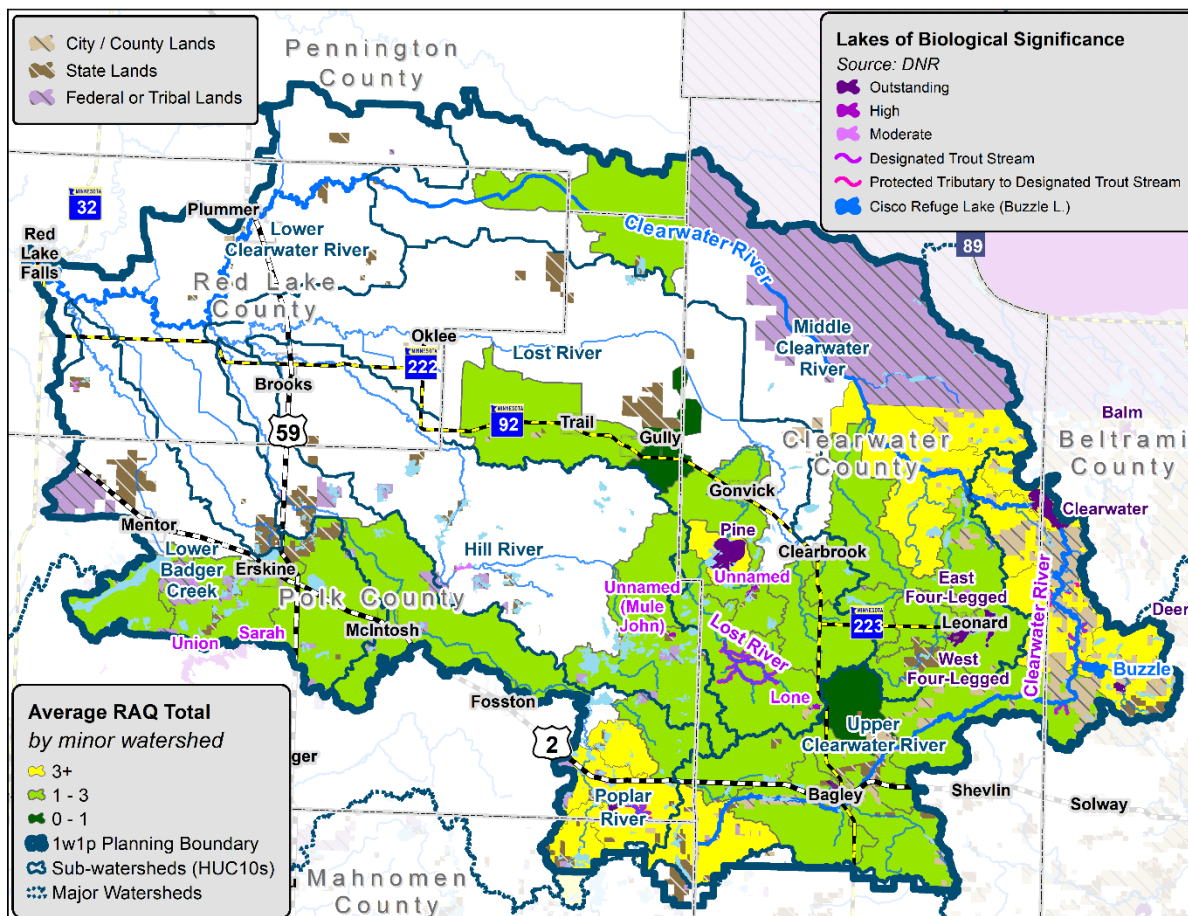 City / County Lands
State Lands
Federal or Tribal Lands
Pennington
County
Lakes of Biological Significance
Source: DNR
Outstanding
High
Moderate
Designated Trout Stream
Protected Tributary to Designated Trout Stream
Cisco Refuge Lake (Buzzle L.)
MINNESOTA
32
Plummer
Red
Lake
Falls
Lower
Clearwater River
Red Lake
County
Clearwater River
89
Middle
Clearwater
River
Oklee
MINNESOTA
222
Lost River
Brooks
59
MINNESOTA
92
Trail
Gully
Clearwater
County
Balm
Beltrami
County
Gonvick
Clearwater
Mentor
Pine
Clearbrook
Lower
Badger
Creek
Erskine
Hill River
Unnamed
Unnamed
(Mule
John)
East
Four-Legged
Polk County
McIntosh
Sarah
Union
Lost River
MINNESOTA
223
Leonard
Deer
West
Four-Legged
Clearwater River
Buzzle
Lone
Fosston
Upper
Clearwater River
2
Average RAQ Total
by minor watershed
3+
1 - 3
0 - 1
1w1p Planning Boundary
Sub-watersheds (HUC10s)
Major Watersheds
ger
Poplar
River
Bagley
Shevlin
Solway
Mahnomen
County